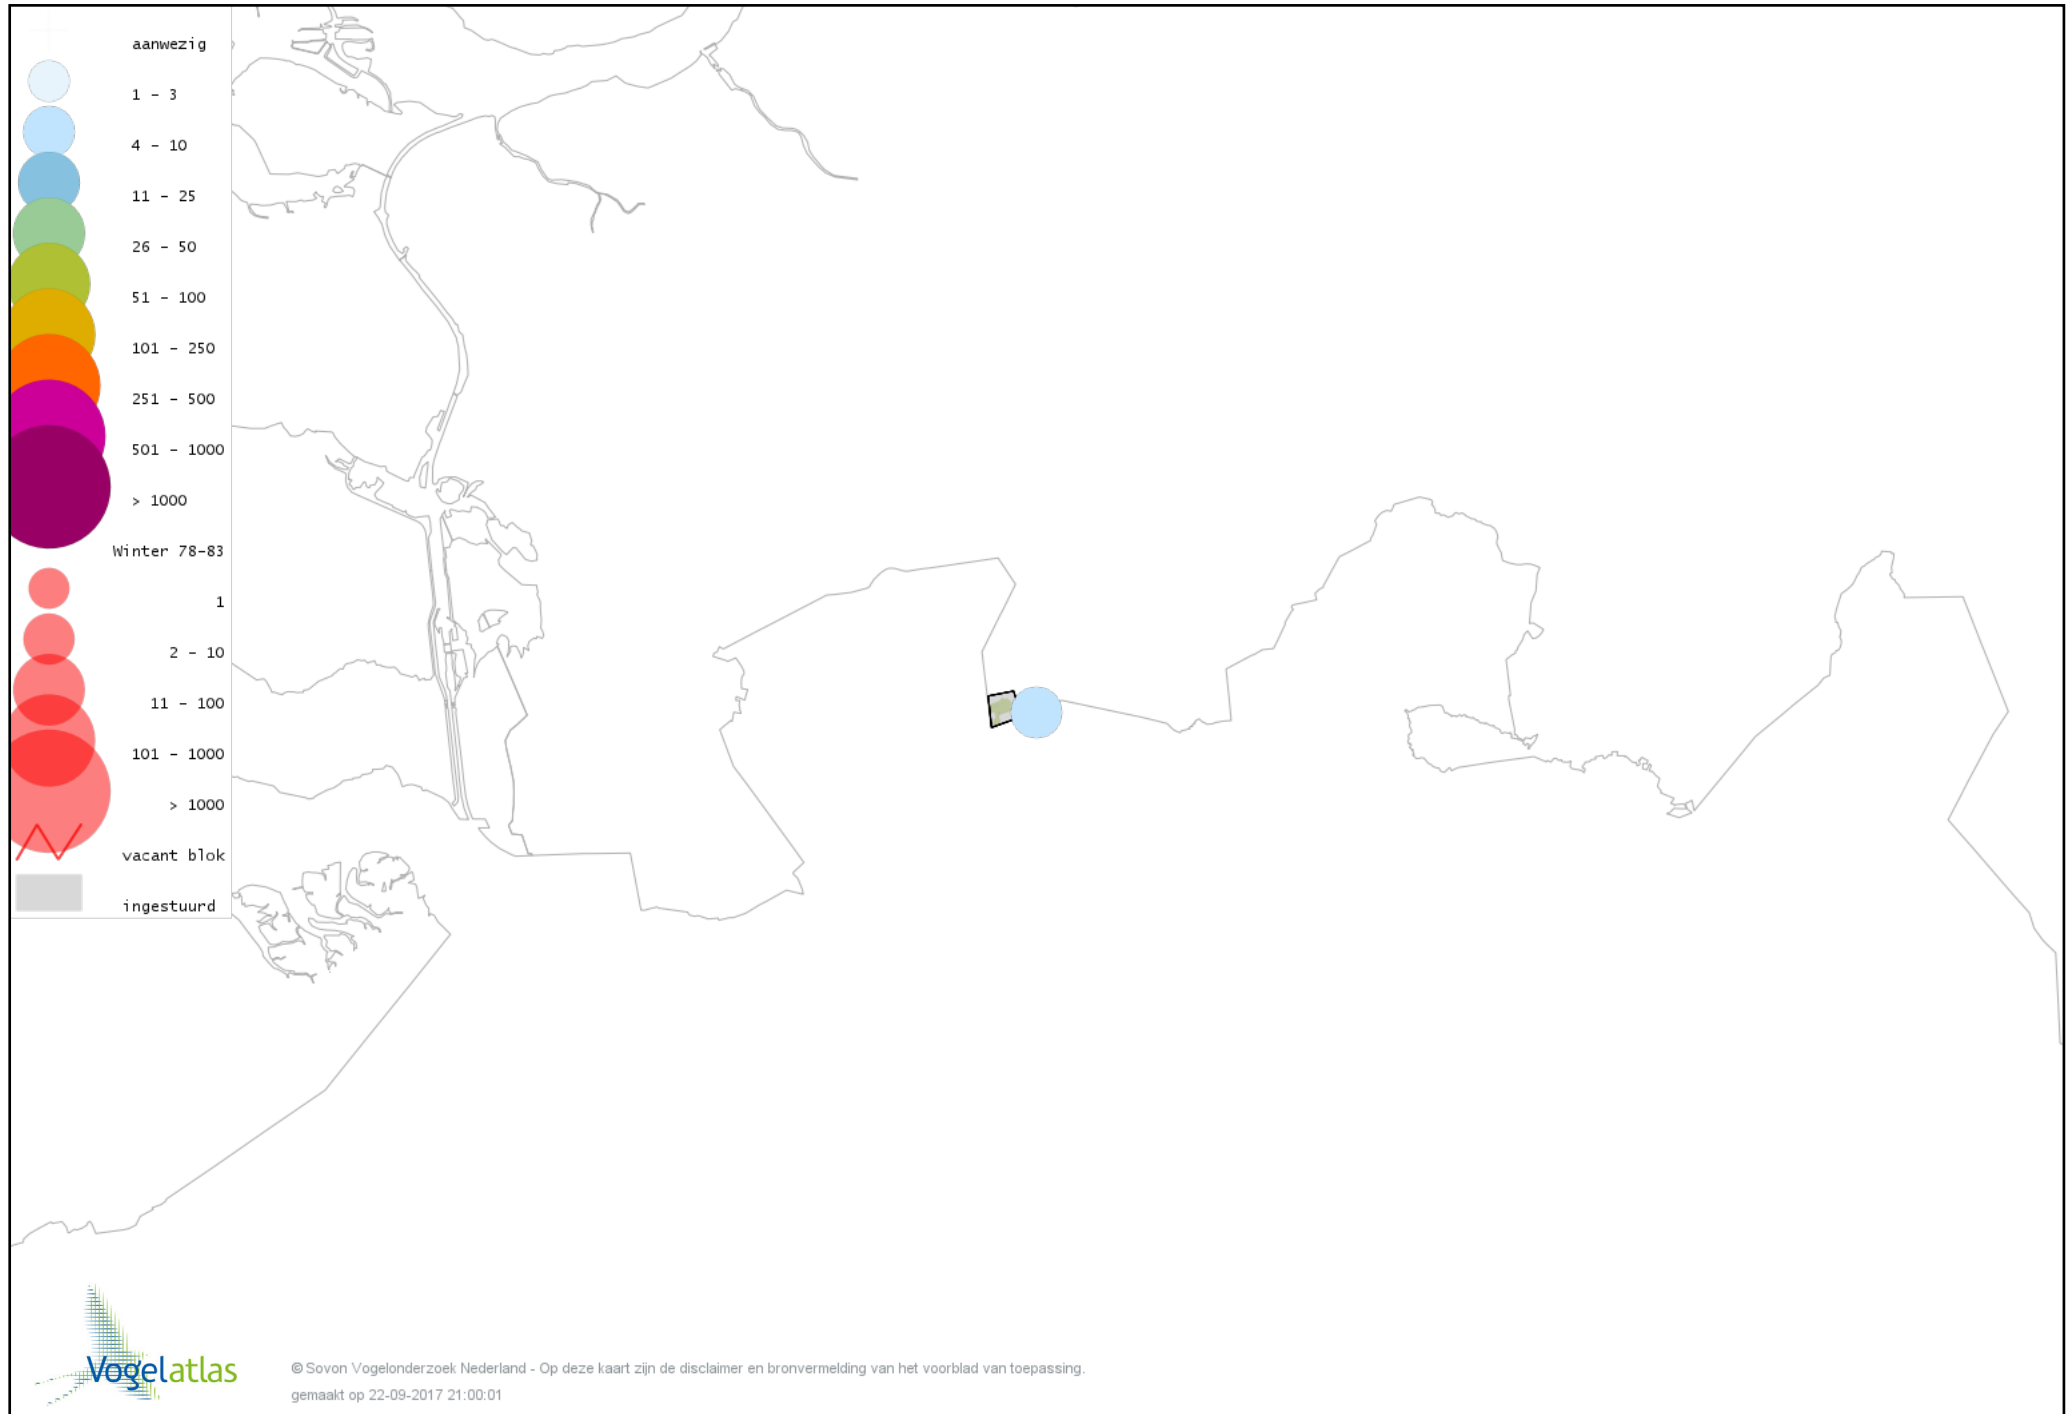 aanwezig
1 - 3
4 - 10
11 - 25
26 - 50
51 - 100
101 - 250
251 - 500
501 - 1000
> 1000
Winter 78-83
1
2 - 10
11 - 100
101 - 1000
> 1000
vacant blok
ingestuurd
Vogelatlas
© Sovon Vogelonderzoek Nederland - Op deze kaart zijn de disclaimer en bronvermelding van het voorblad van toepassing.
gemaakt op 22-09-2017 21:00:01